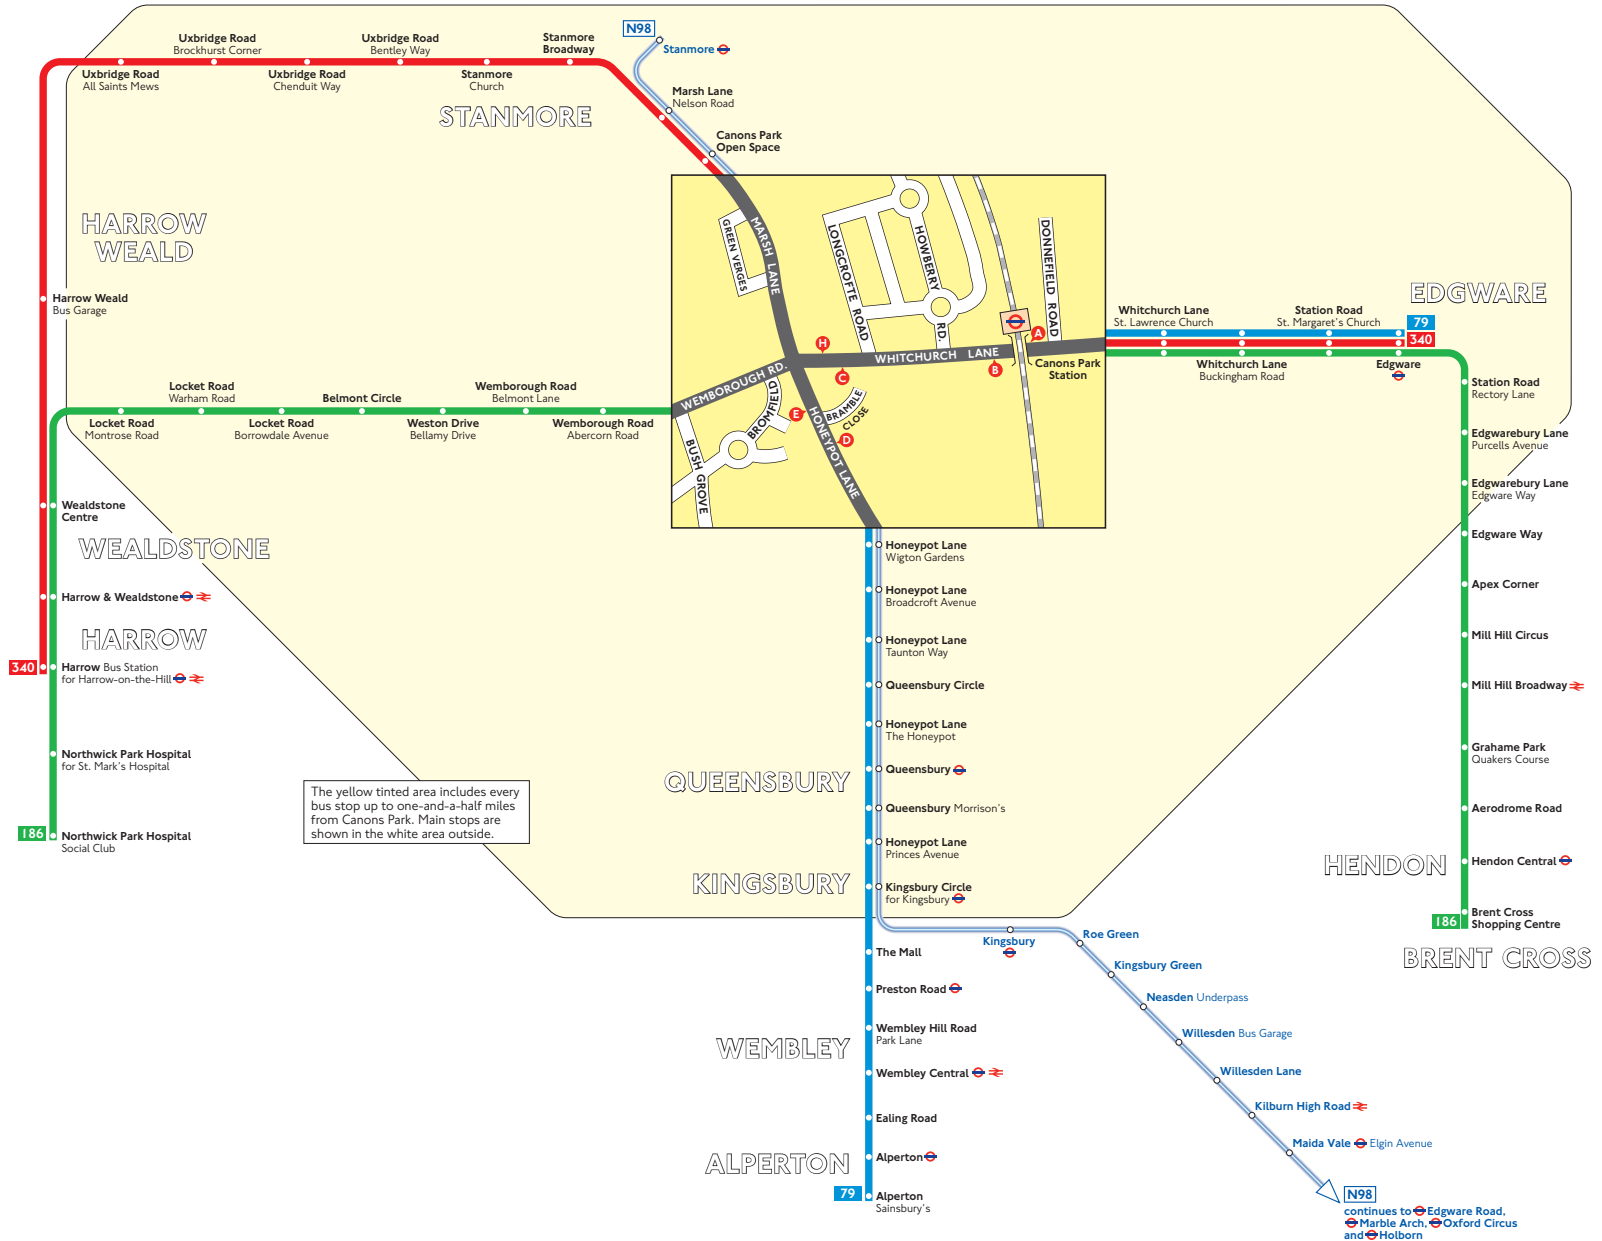 N98
Stanmore
Uxbridge Road
Brockhurst Corner
Uxbridge Road
Bentley Way
Stanmore
Broadway
Uxbridge Road
All Saints Mews
Uxbridge Road
Chenduit Way
Stanmore
Church
Marsh Lane
Nelson Road
Canons Park
Open Space
STANMORE
HARROW
WEALD
Harrow Weald
Bus Garage
MARSH LANE
GREEN VERGES
LONGCROFTE ROAD
HOWBERRY
RD.
DONNEFIELD ROAD
WHITCHURCH LANE
WEMBOROUGH RD.
HONEYPOT LANE
BROMFIELD
BRAMBLE
CLOSE
BUSH GROVE
A
B
C
D
E
H
Canons Park
Station
EDGWARE
Whitchurch Lane
St. Lawrence Church
Station Road
St. Margaret's Church
79
340
Whitchurch Lane
Buckingham Road
Edgware
Station Road
Rectory Lane
Edgwarebury Lane
Purcells Avenue
Edgwarebury Lane
Edgware Way
Edgware Way
Apex Corner
Mill Hill Circus
Mill Hill Broadway
Grahame Park
Quakers Course
Aerodrome Road
HENDON
Hendon Central
186
Brent Cross
Shopping Centre
BRENT CROSS
Locket Road
Warham Road
Belmont Circle
Wemborough Road
Belmont Lane
Locket Road
Montrose Road
Locket Road
Borrowdale Avenue
Weston Drive
Bellamy Drive
Wemborough Road
Abercorn Road
Wealdstone
Centre
WEALDSTONE
Harrow & Wealdstone
HARROW
340
Harrow Bus Station
for Harrow-on-the-Hill
Northwick Park Hospital
for St. Mark's Hospital
186
Northwick Park Hospital
Social Club
The yellow tinted area includes every
bus stop up to one-and-a-half miles
from Canons Park. Main stops are
shown in the white area outside.
Honeypot Lane
Wigton Gardens
Honeypot Lane
Broadcroft Avenue
Honeypot Lane
Taunton Way
Queensbury Circle
Honeypot Lane
The Honeypot
QUEENSBURY
Queensbury
Queensbury Morrison's
Honeypot Lane
Princes Avenue
KINGSBURY
Kingsbury Circle
for Kingsbury
The Mall
Preston Road
Wembley Hill Road
Park Lane
WEMBLEY
Wembley Central
Ealing Road
ALPERTON
Alperton
79
Alperton
Sainsbury's
Kingsbury
Roe Green
Kingsbury Green
Neasden Underpass
Willesden Bus Garage
Willesden Lane
Kilburn High Road
Maida Vale Elgin Avenue
N98
continues to Edgware Road,
Marble Arch, Oxford Circus
and Holborn